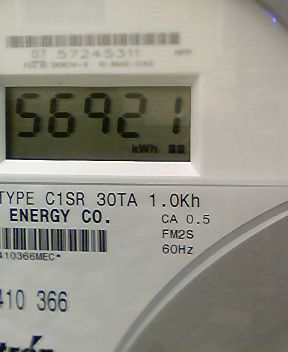 07 57245311
56921
kWh
TYPE C1SR 30TA 1.0Kh
ENERGY CO.
CA 0.5
FM2S
60Hz
410366MEC*
410 366